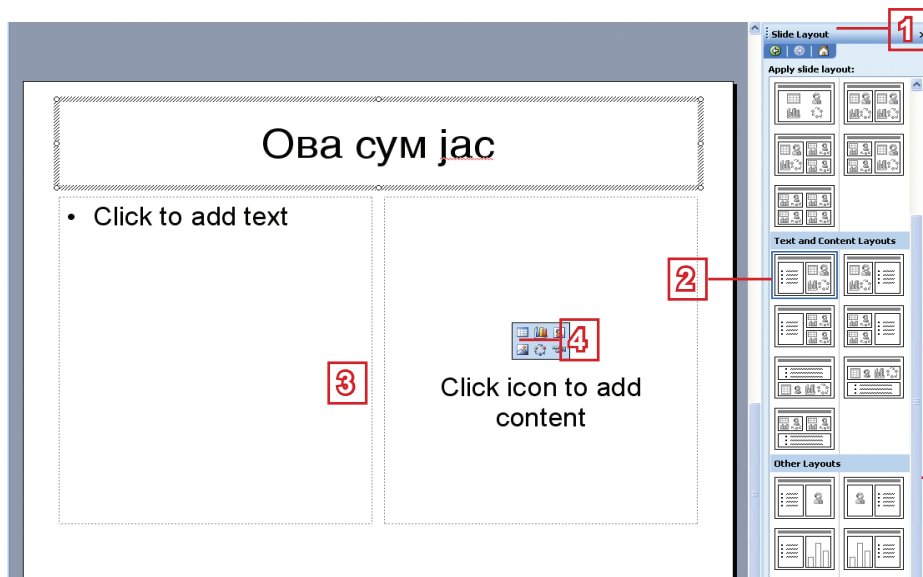 Slide Layout
1
Apply slide layout:
Ова сум јас
• Click to add text
Text and Content Layouts
2
3
4
Click icon to add
content
Other Layouts